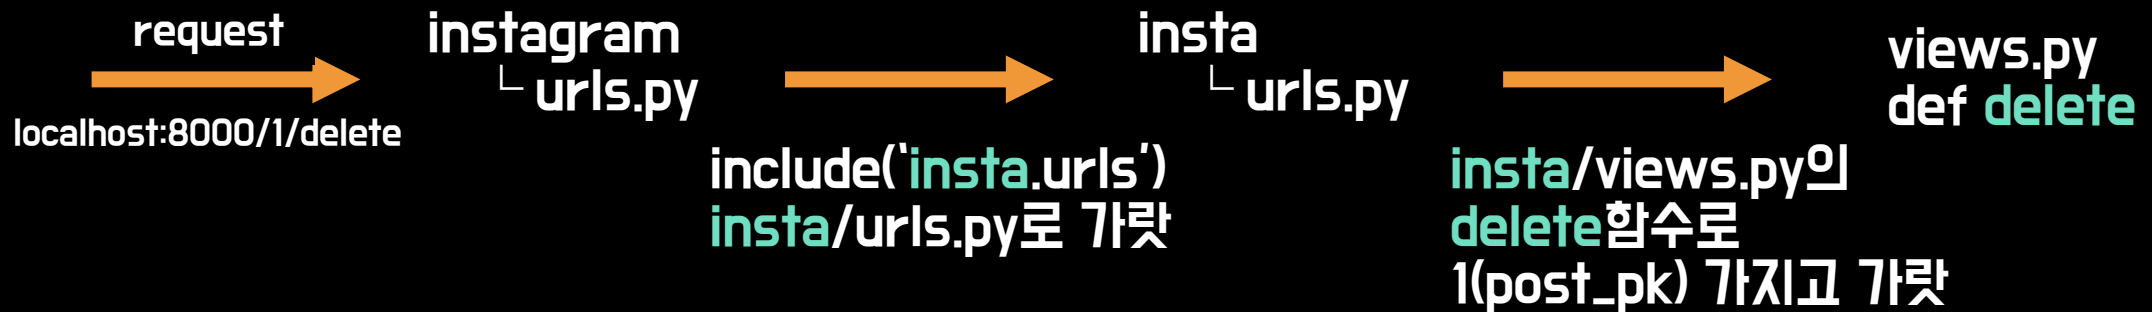 request
localhost:8000/1/delete
instagram
urls.py
include(‘insta.urls’)
insta/urls.py로 가랏
insta
urls.py
insta/views.py의
delete함수로
1(post_pk) 가지고 가랏
views.py
def delete